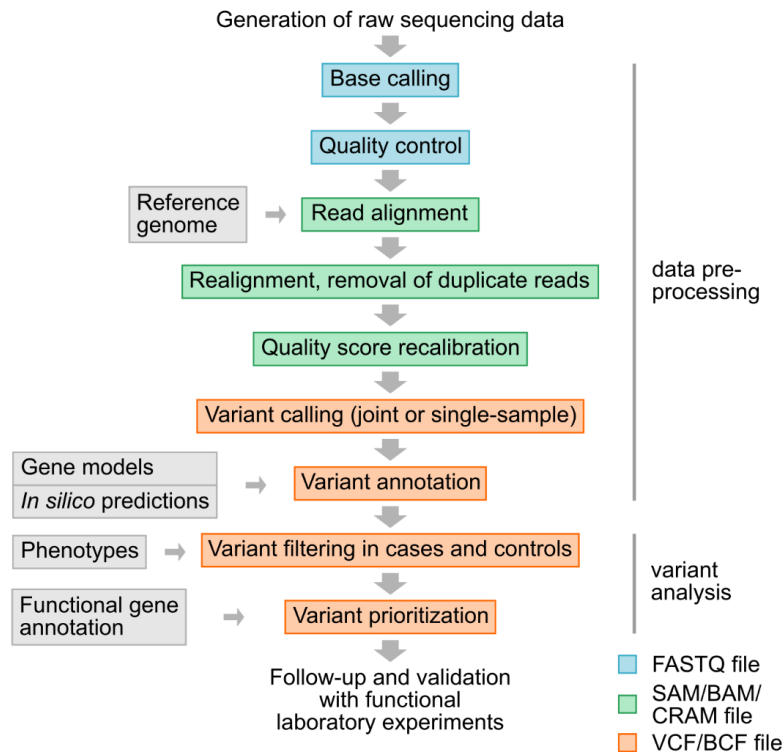 Generation of raw sequencing data
Base calling
Quality control
Reference
genome
Read alignment
Realignment, removal of duplicate reads
data pre-
processing
Quality score recalibration
Variant calling (joint or single-sample)
Gene models
In silico predictions
Variant annotation
Phenotypes
Variant filtering in cases and controls
variant
analysis
Functional gene
annotation
Variant prioritization
Follow-up and validation
with functional
laboratory experiments
FASTQ file
SAM/BAM/
CRAM file
VCF/BCF file